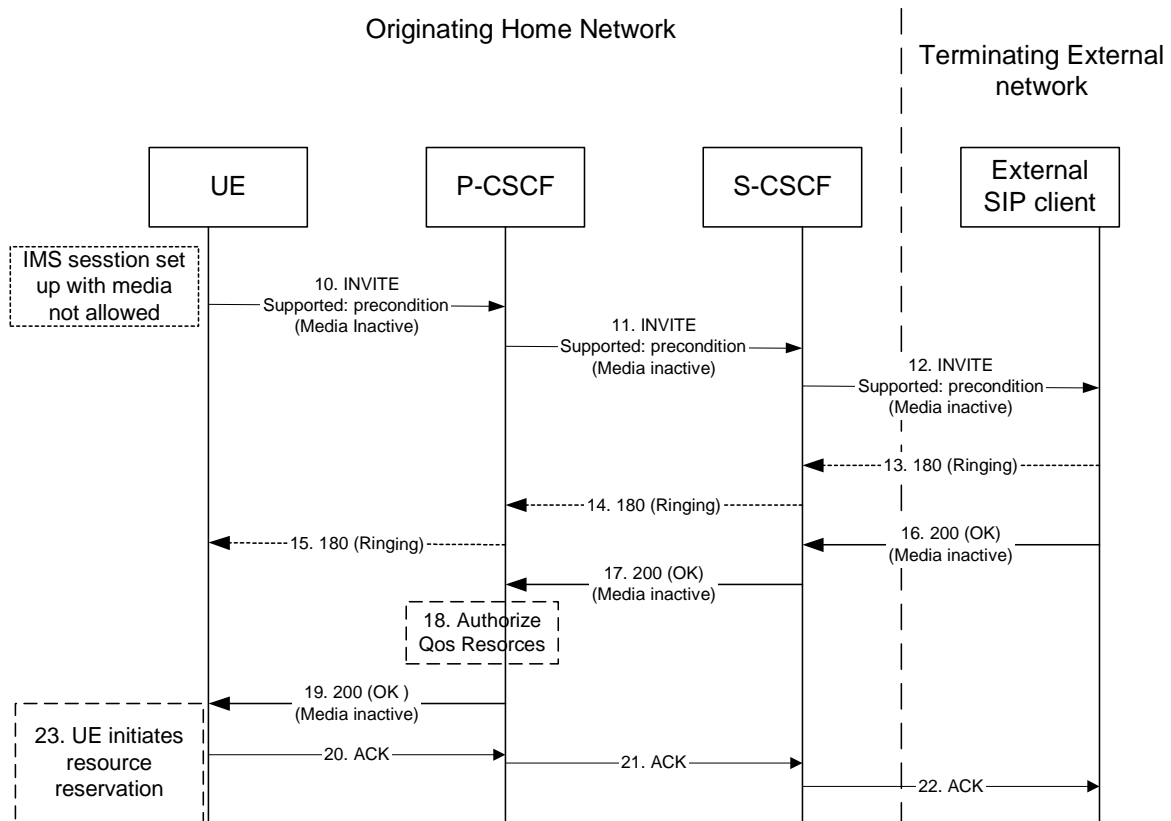 Originating Home Network
Terminating External
network
UE
P-CSCF
S-CSCF
External
SIP client
IMS sesstion set
up with media
not allowed
10. INVITE
Supported: precondition
(Media Inactive)
11. INVITE
Supported: precondition
(Media inactive)
12. INVITE
Supported: precondition
(Media inactive)
13. 180 (Ringing)
14. 180 (Ringing)
15. 180 (Ringing)
16. 200 (OK)
(Media inactive)
17. 200 (OK)
(Media inactive)
18. Authorize
Qos Resorces
19. 200 (OK )
(Media inactive)
23. UE initiates
resource
reservation
20. ACK
21. ACK
22. ACK